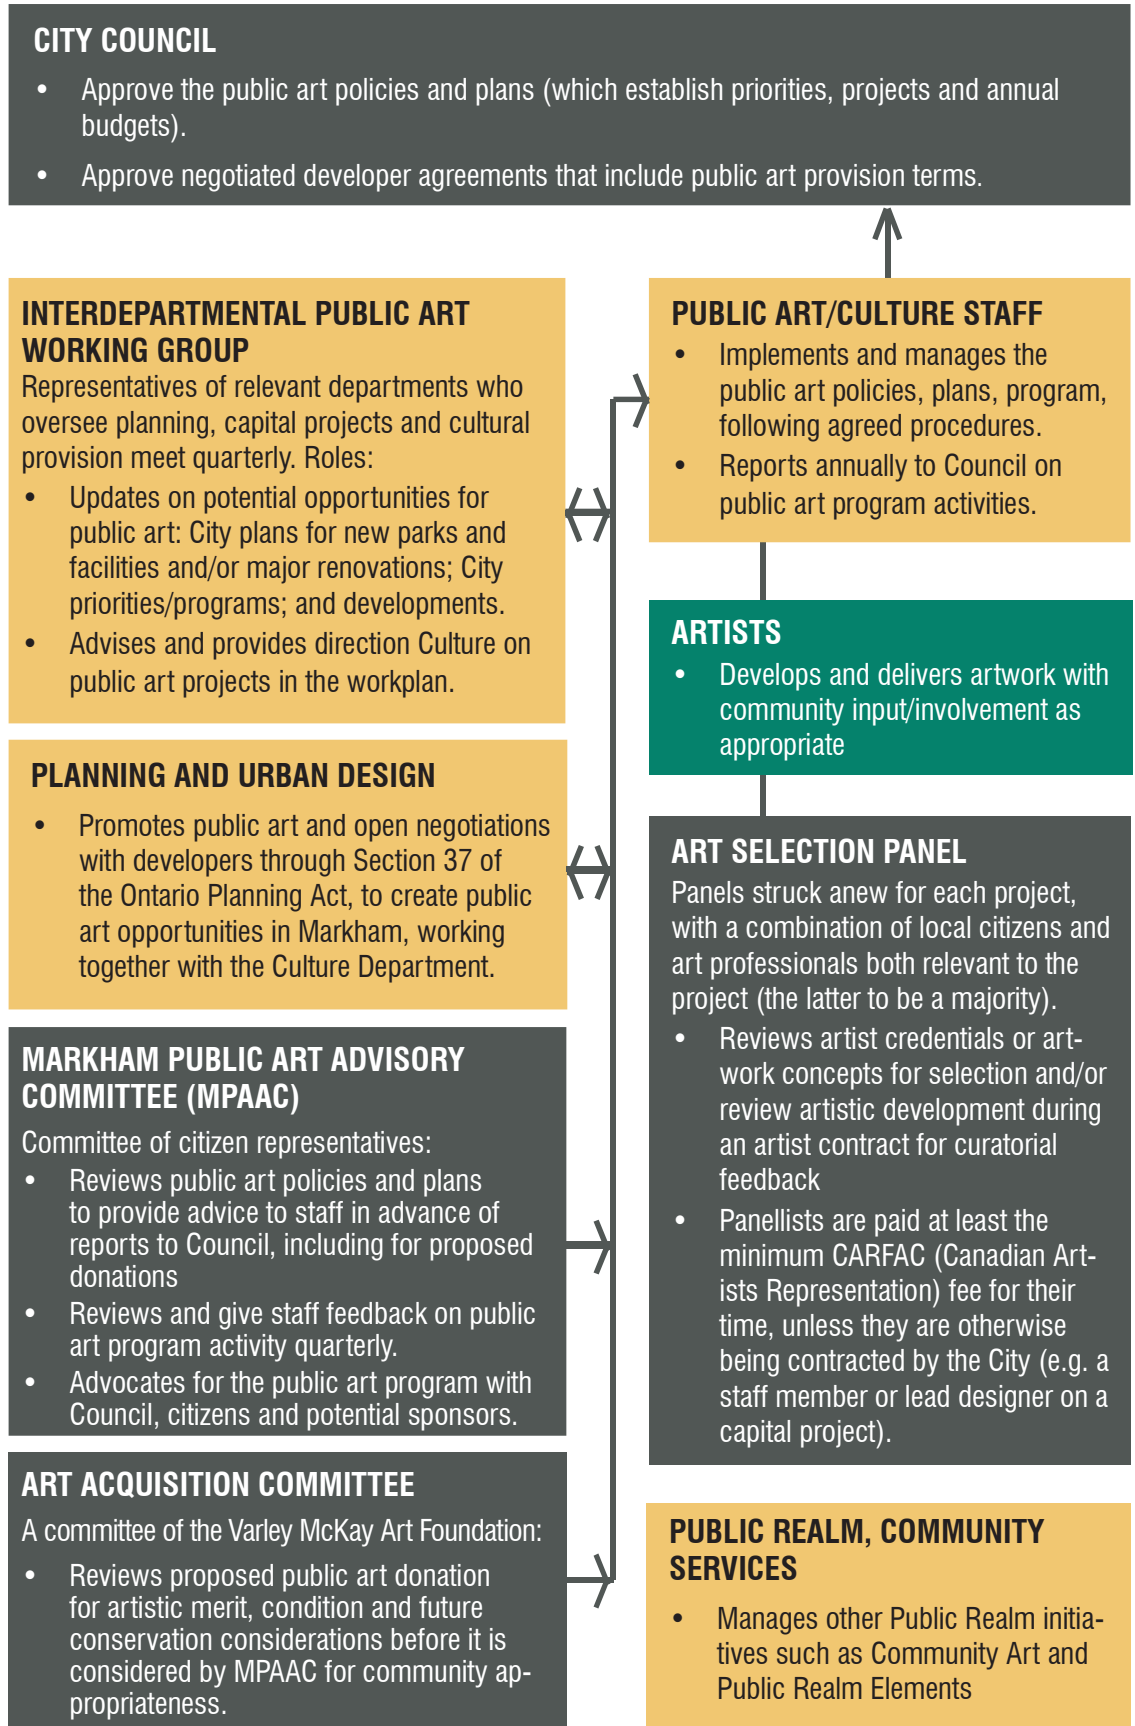 CITY COUNCIL
• Approve the public art policies and plans (which establish priorities, projects and annual
budgets).
• Approve negotiated developer agreements that include public art provision terms.
INTERDEPARTMENTAL PUBLIC ART
WORKING GROUP
Representatives of relevant departments who
oversee planning, capital projects and cultural
provision meet quarterly. Roles:
• Updates on potential opportunities for
public art: City plans for new parks and
facilities and/or major renovations; City
priorities/programs; and developments.
• Advises and provides direction Culture on
public art projects in the workplan.
PLANNING AND URBAN DESIGN
• Promotes public art and open negotiations
with developers through Section 37 of
the Ontario Planning Act, to create public
art opportunities in Markham, working
together with the Culture Department.
MARKHAM PUBLIC ART ADVISORY
COMMITTEE (MPAAC)
Committee of citizen representatives:
• Reviews public art policies and plans
to provide advice to staff in advance of
reports to Council, including for proposed
donations
• Reviews and give staff feedback on public
art program activity quarterly.
• Advocates for the public art program with
Council, citizens and potential sponsors.
ART ACQUISITION COMMITTEE
A committee of the Varley McKay Art Foundation:
• Reviews proposed public art donation
for artistic merit, condition and future
conservation considerations before it is
considered by MPAAC for community ap-
propriateness.
PUBLIC ART/CULTURE STAFF
• Implements and manages the
public art policies, plans, program,
following agreed procedures.
• Reports annually to Council on
public art program activities.
ARTISTS
• Develops and delivers artwork with
community input/involvement as
appropriate
ART SELECTION PANEL
Panels struck anew for each project,
with a combination of local citizens and
art professionals both relevant to the
project (the latter to be a majority).
• Reviews artist credentials or art-
work concepts for selection and/or
review artistic development during
an artist contract for curatorial
feedback
• Panellists are paid at least the
minimum CARFAC (Canadian Art-
ists Representation) fee for their
time, unless they are otherwise
being contracted by the City (e.g. a
staff member or lead designer on a
capital project).
PUBLIC REALM, COMMUNITY
SERVICES
• Manages other Public Realm initia-
tives such as Community Art and
Public Realm Elements